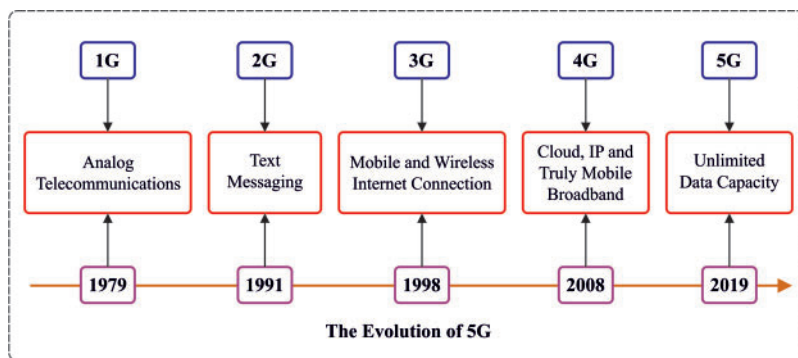 1G
2G
3G
4G
5G
Analog
Telecommunications
Text
Messaging
Mobile and Wireless
Internet Connection
Cloud, IP and
Truly Mobile
Broadband
Unlimited
Data Capacity
1979
1991
1998
2008
2019
The Evolution of 5G